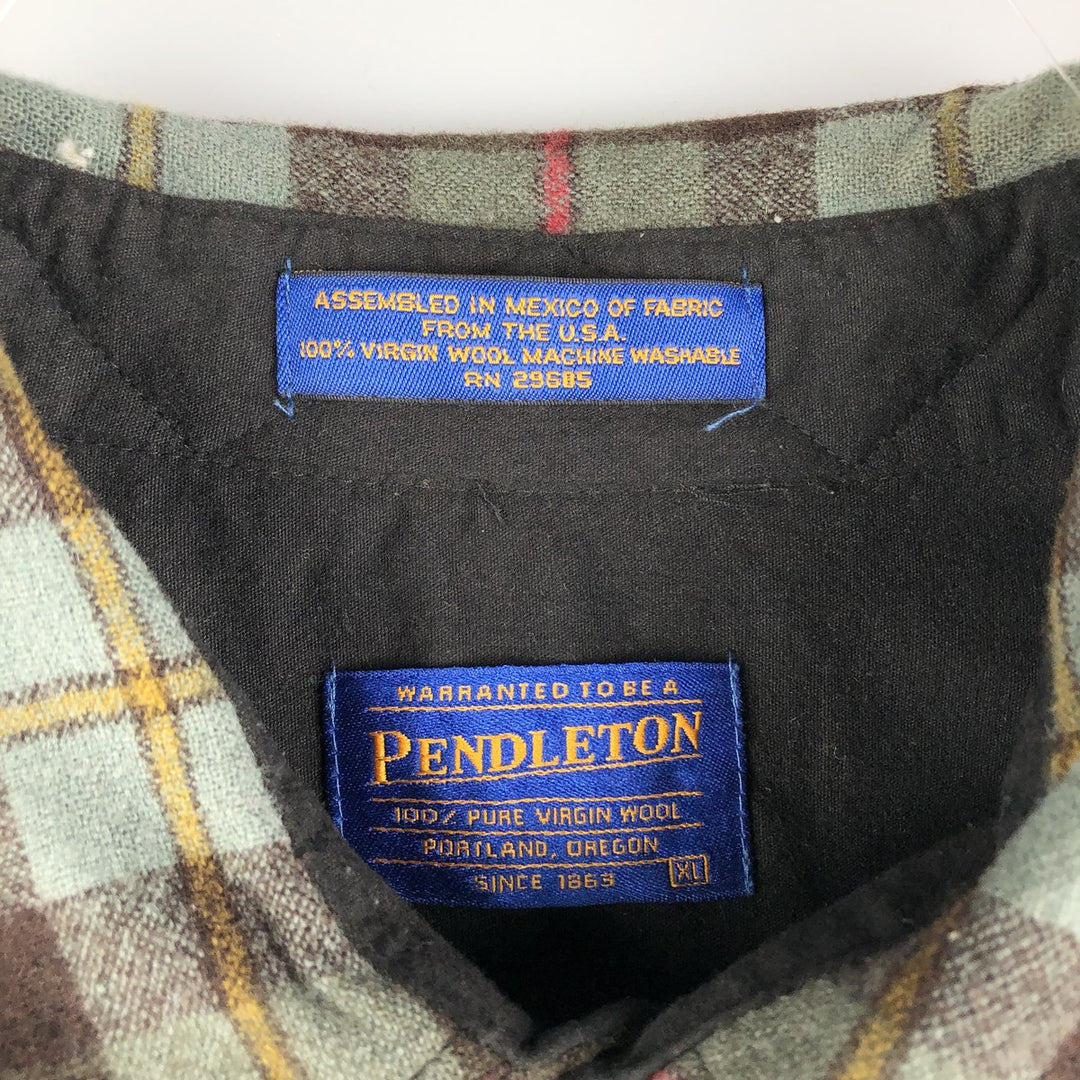 ASSEMBLED IN MEXICO OF FABRIC
FROM THE U.S.A.
100% VIRGIN WOOL MACHINE WASHABLE
RN 29685
WARRANTED TO BE A
PENDLETON
100% PURE VIRGIN WOOL
PORTLAND, OREGON
SINCE 1863 XL